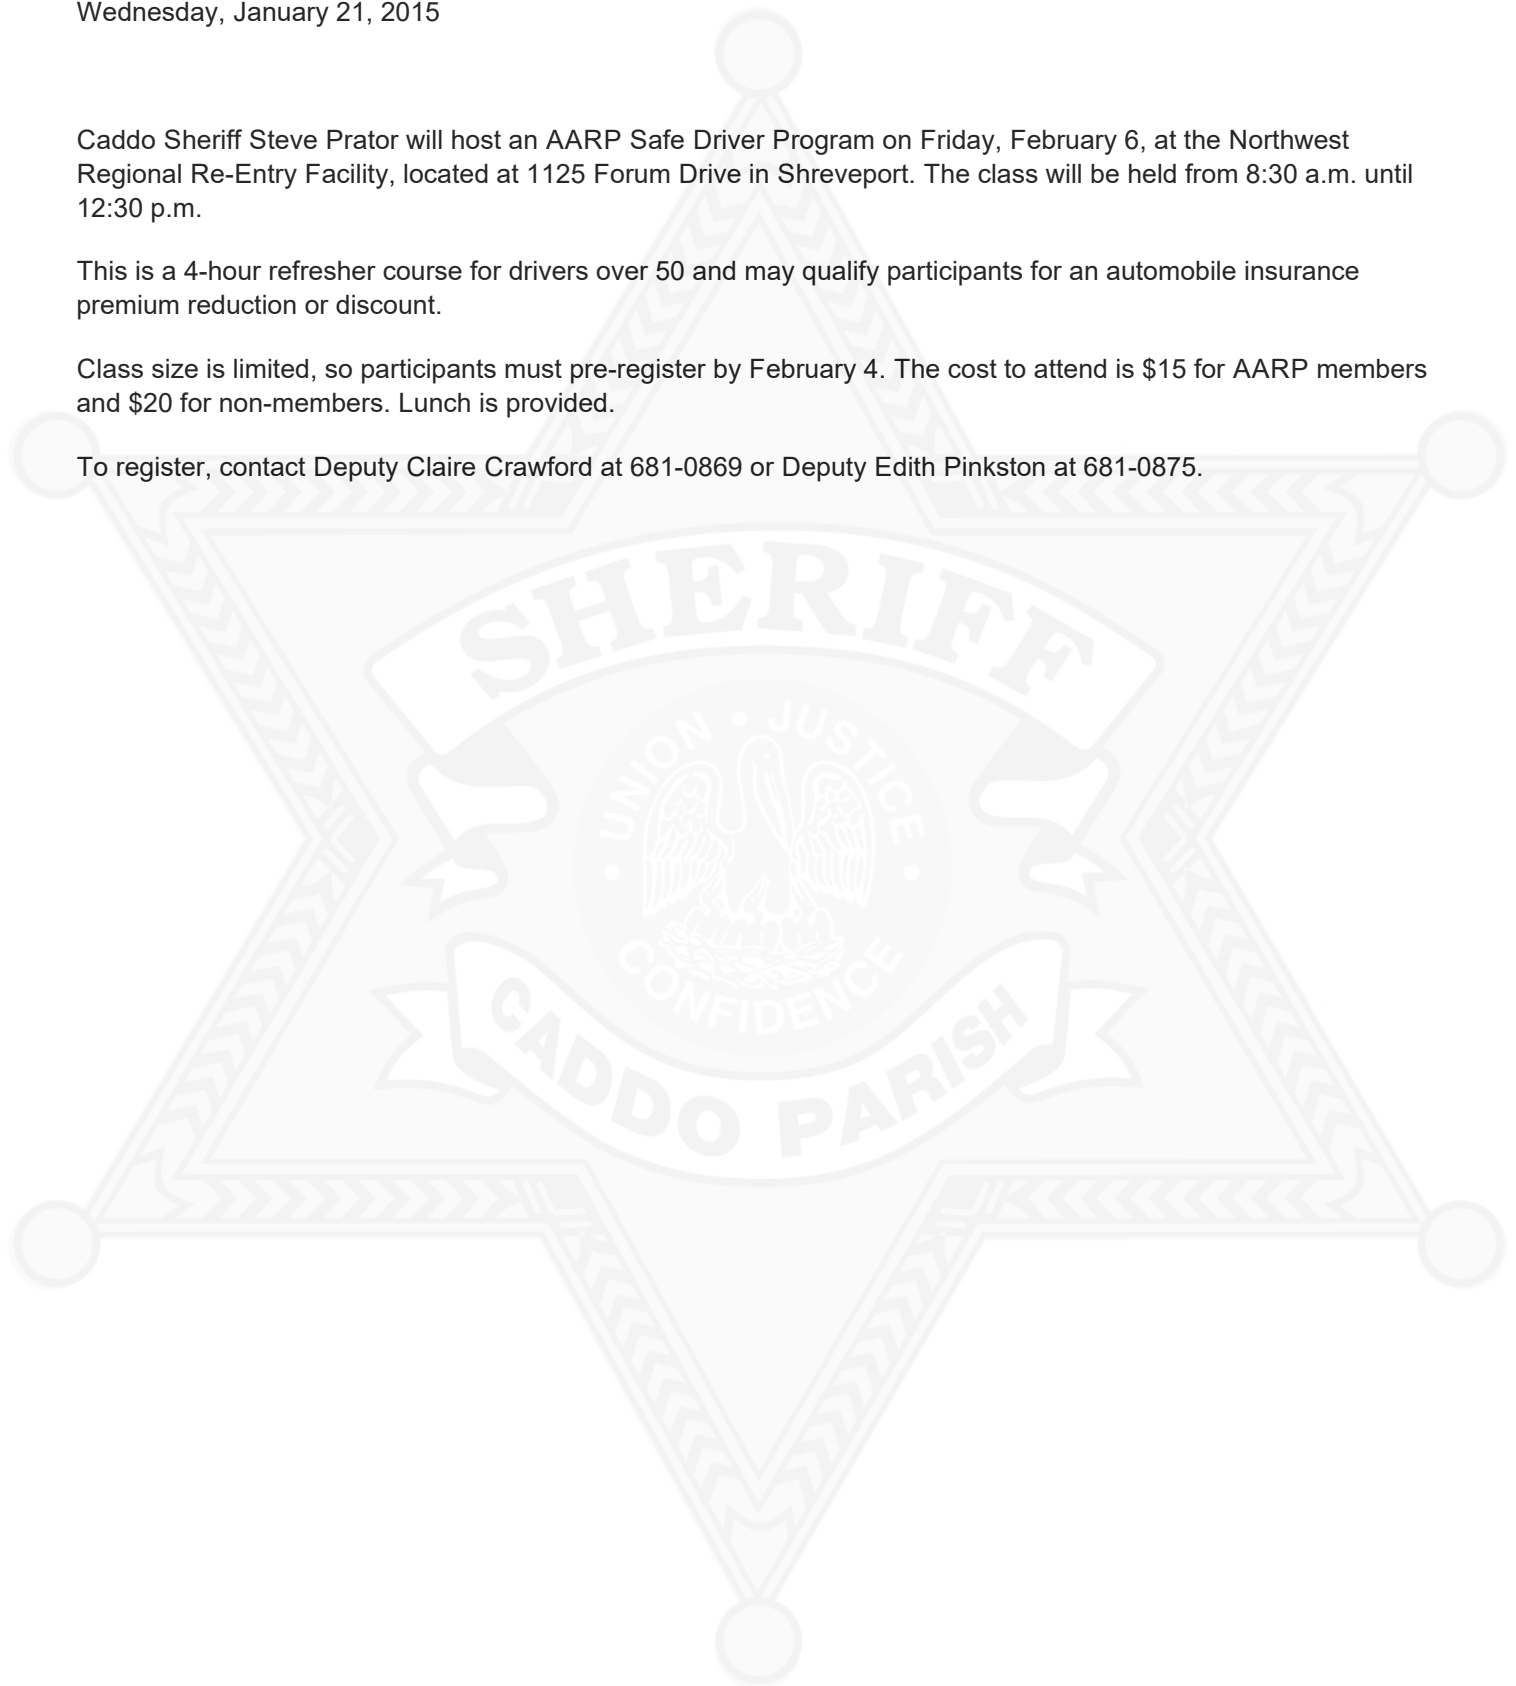 Wednesday, January 21, 2015
Caddo Sheriff Steve Prator will host an AARP Safe Driver Program on Friday, February 6, at the Northwest
Regional Re-Entry Facility, located at 1125 Forum Drive in Shreveport. The class will be held from 8:30 a.m. until
12:30 p.m.
This is a 4-hour refresher course for drivers over 50 and may qualify participants for an automobile insurance
premium reduction or discount.
Class size is limited, so participants must pre-register by February 4. The cost to attend is $15 for AARP members
and $20 for non-members. Lunch is provided.
To register, contact Deputy Claire Crawford at 681-0869 or Deputy Edith Pinkston at 681-0875.
SHERIFF
UNION • JUSTICE
• CONFIDENCE •
CADDO PARISH